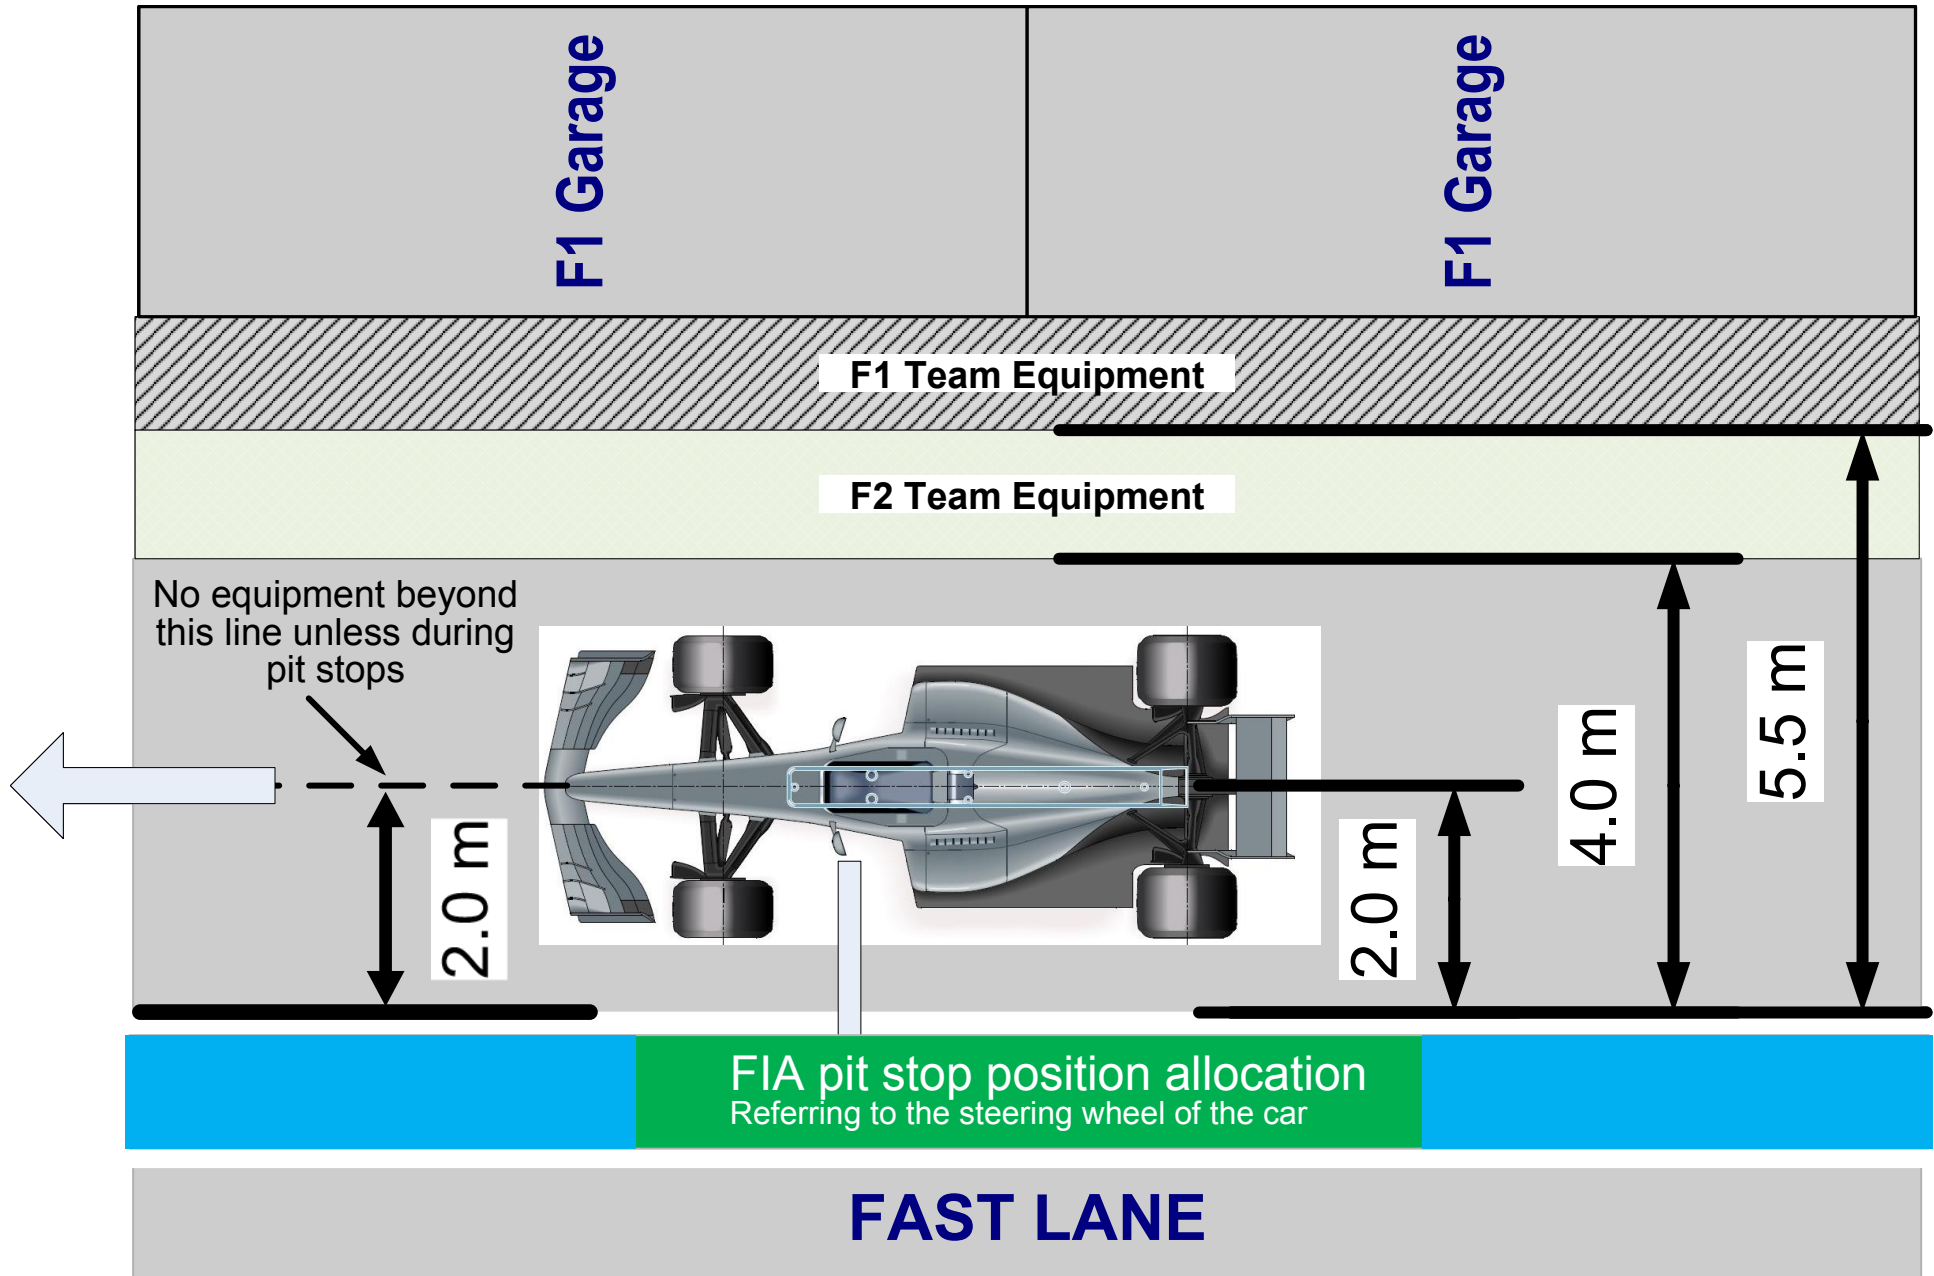 F1 Garage
F1 Garage
F1 Team Equipment
F2 Team Equipment
No equipment beyond
this line unless during
pit stops
2.0 m
2.0 m
4.0 m
5.5 m
FIA pit stop position allocation
Referring to the steering wheel of the car
FAST LANE